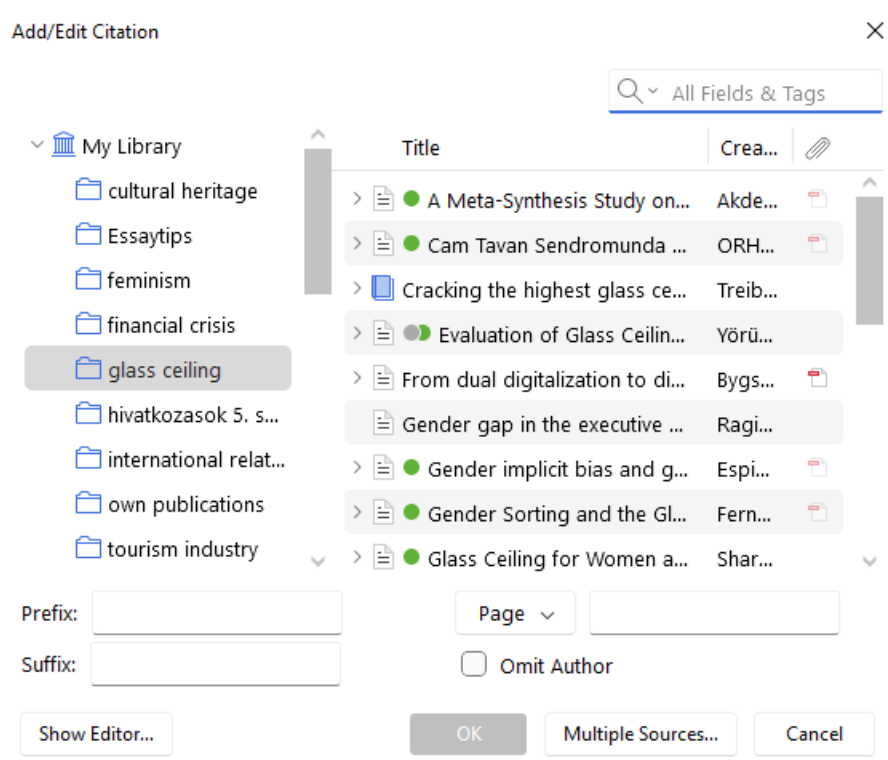 Add/Edit Citation
All Fields & Tags
My Library
cultural heritage
Essaytips
feminism
financial crisis
glass ceiling
hivatkozasok 5. s...
international relat...
own publications
tourism industry
Title Crea...
A Meta-Synthesis Study on... Akde...
Cam Tavan Sendromunda ... ORH...
Cracking the highest glass ce... Treib...
Evaluation of Glass Ceilin... Yörü...
From dual digitalization to di... Bygs...
Gender gap in the executive ... Ragi...
Gender implicit bias and g... Espi...
Gender Sorting and the Gl... Fern...
Glass Ceiling for Women a... Shar...
Prefix: Page
Suffix: Omit Author
Show Editor... OK Multiple Sources... Cancel